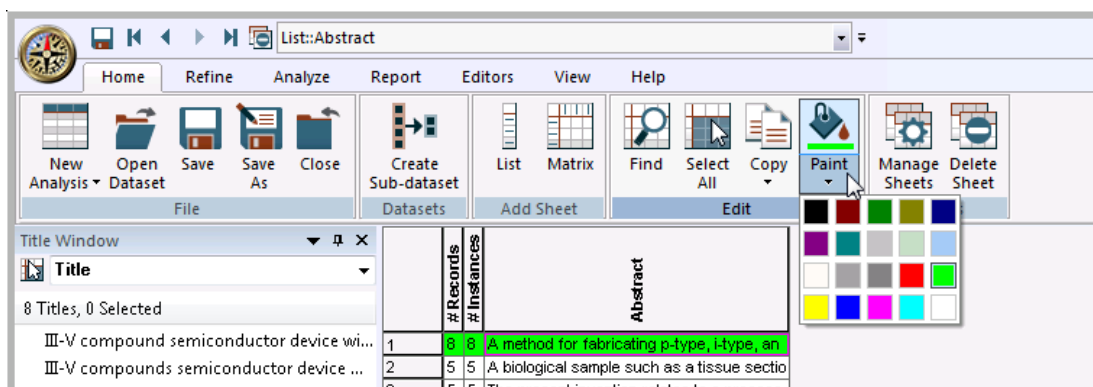 List::Abstract
Home Refine Analyze Report Editors View Help
New Analysis Open Dataset Save Save As Close Create Sub-dataset List Matrix Find Select All Copy Paint Manage Sheets Delete Sheet
File Datasets Add Sheet Edit
Title Window
Title
8 Titles, 0 Selected
III-V compound semiconductor device wi...
III-V compounds semiconductor device ...
# Records # Instances Abstract
1 8 8 A method for fabricating p-type, i-type, an
2 5 5 A biological sample such as a tissue sectio